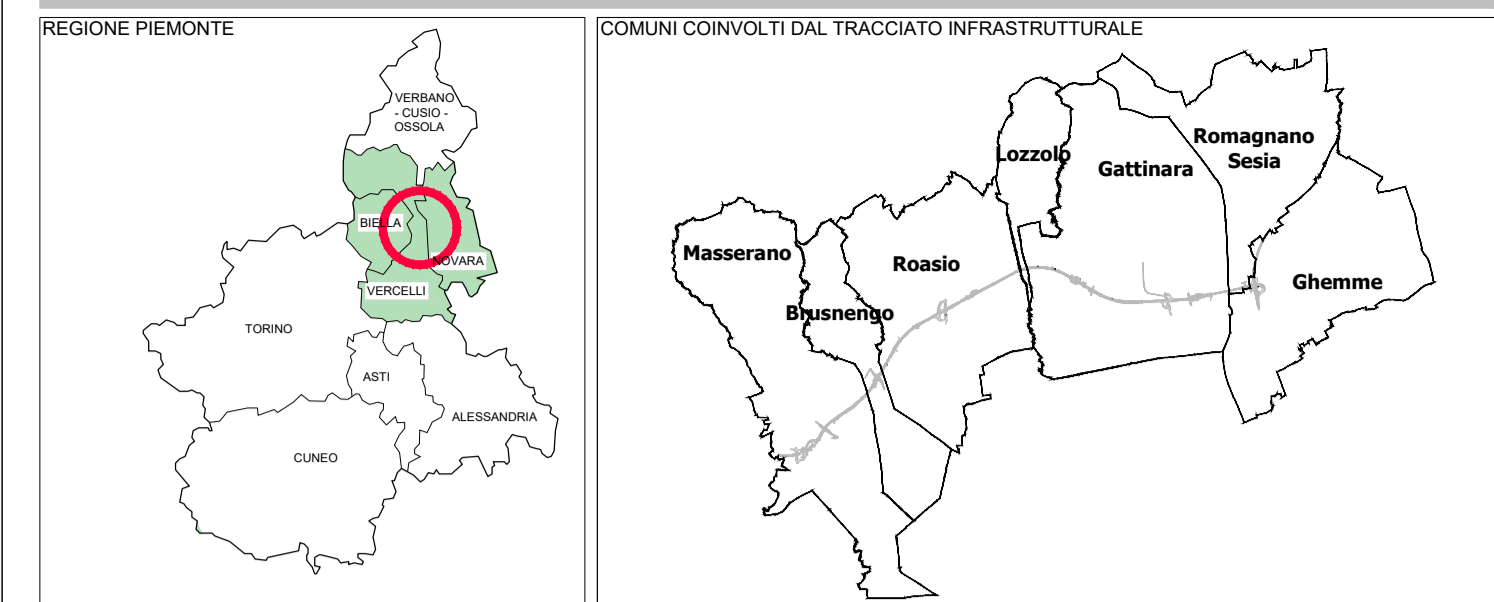 REGIONE PIEMONTE
VERBANO
- CUSIO -
OSSOLA
BIELLA
NOVARA
VERCELLI
TORINO
ASTI
ALESSANDRIA
CUNEO
COMUNI COINVOLTI DAL TRACCIATO INFRASTRUTTURALE
Romagnano
Sesia
Lozzolo
Gattinara
Masserano
Roasio
Ghemme
Brusnengo